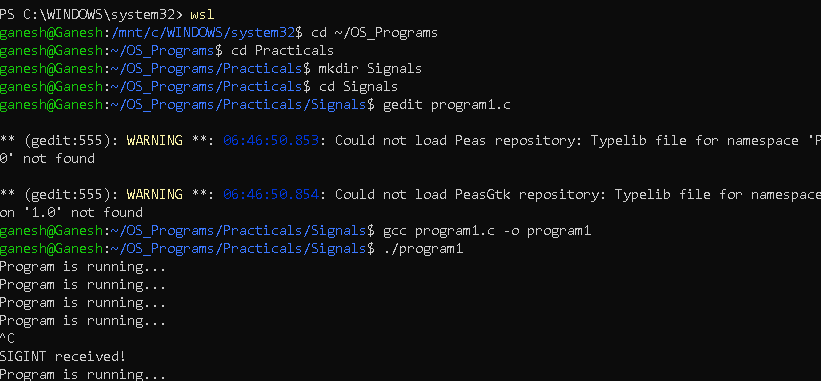 PS C:\WINDOWS\system32> wsl
ganesh@Ganesh:/mnt/c/WINDOWS/system32$ cd ~/OS_Programs
ganesh@Ganesh:~/OS_Programs$ cd Practicals
ganesh@Ganesh:~/OS_Programs/Practicals$ mkdir Signals
ganesh@Ganesh:~/OS_Programs/Practicals$ cd Signals
ganesh@Ganesh:~/OS_Programs/Practicals/Signals$ gedit program1.c
** (gedit:555): WARNING **: 06:46:50.853: Could not load Peas repository: Typelib file for namespace 'P
0' not found
** (gedit:555): WARNING **: 06:46:50.854: Could not load PeasGtk repository: Typelib file for namespace
on '1.0' not found
ganesh@Ganesh:~/OS_Programs/Practicals/Signals$ gcc program1.c -o program1
ganesh@Ganesh:~/OS_Programs/Practicals/Signals$ ./program1
Program is running...
Program is running...
Program is running...
Program is running...
^C
SIGINT received!
Program is running...